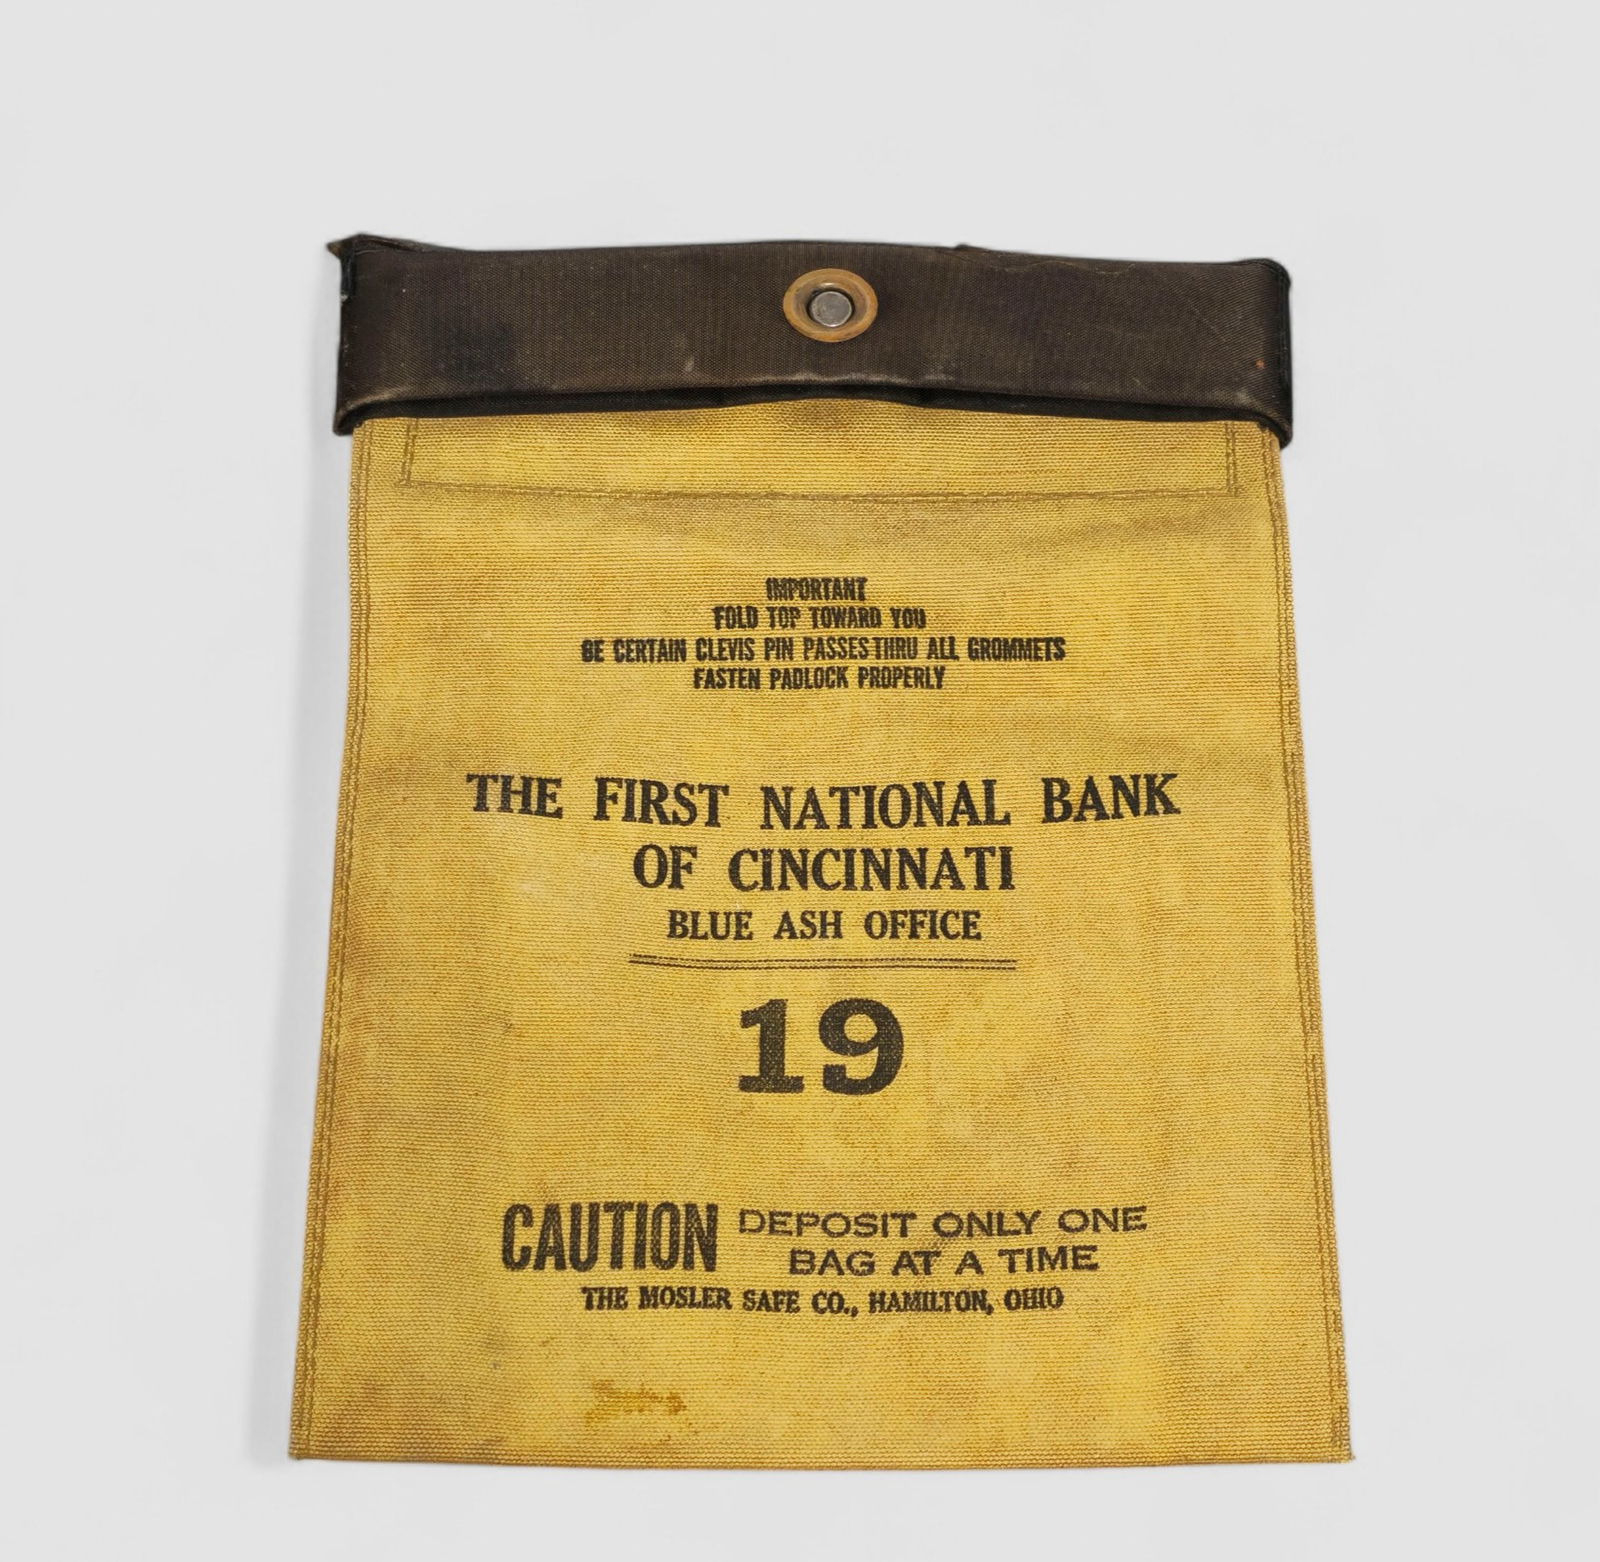 IMPORTANT
FOLD TOP TOWARD YOU
BE CERTAIN CLEVIS PIN PASSES THRU ALL GROMMETS
FASTEN PADLOCK PROPERLY
THE FIRST NATIONAL BANK
OF CINCINNATI
BLUE ASH OFFICE
19
CAUTION DEPOSIT ONLY ONE
BAG AT A TIME
THE MOSLER SAFE CO., HAMILTON, OHIO